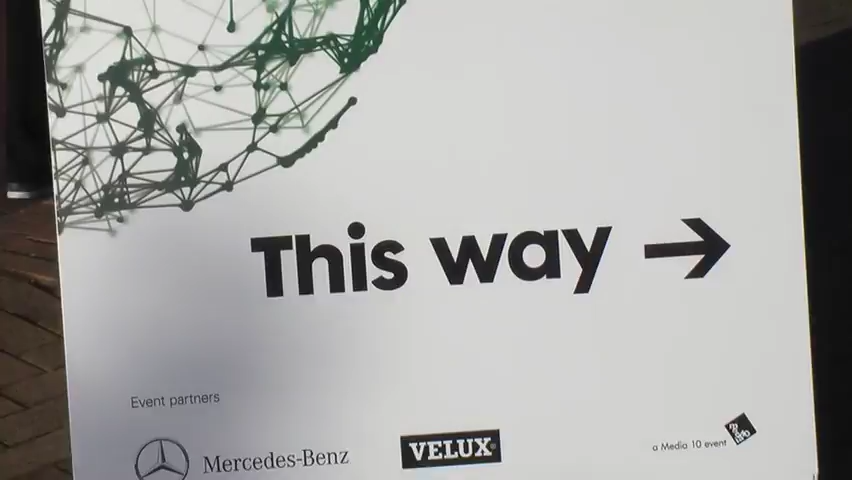 This way →
Event partners
Mercedes-Benz
VELUX
a Media 10 event